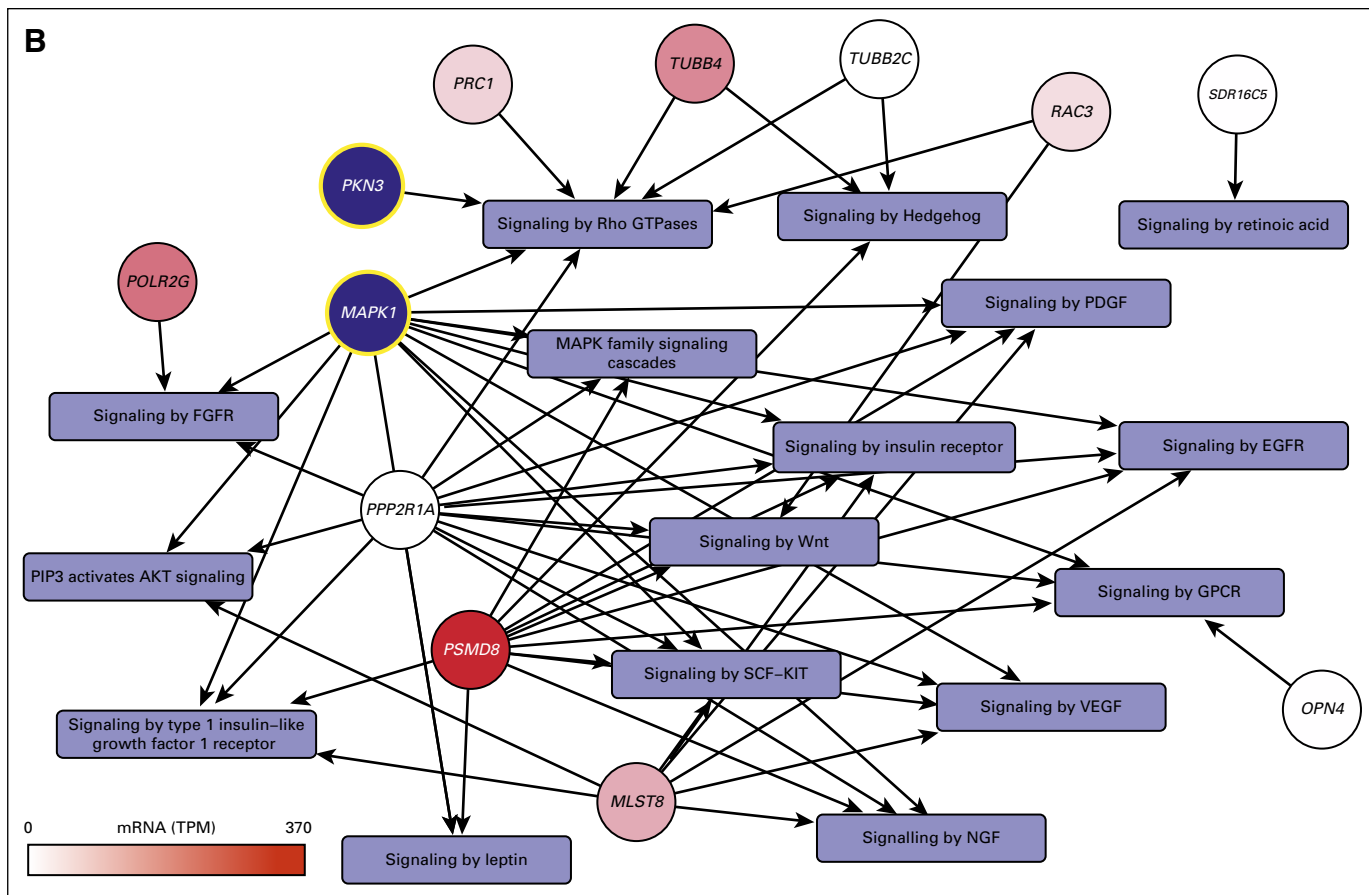 B
PRC1
TUBB4
TUBB2C
RAC3
SDR16C5
PKN3
Signaling by Rho GTPases
Signaling by Hedgehog
Signaling by retinoic acid
POLR2G
MAPK1
Signaling by PDGF
MAPK family signaling
cascades
Signaling by FGFR
Signaling by insulin receptor
Signaling by EGFR
PPP2R1A
Signaling by Wnt
PIP3 activates AKT signaling
Signaling by GPCR
PSMD8
Signaling by SCF–KIT
Signaling by VEGF
OPN4
Signaling by type 1 insulin–like
growth factor 1 receptor
MLST8
0 mRNA (TPM) 370
Signaling by leptin
Signalling by NGF